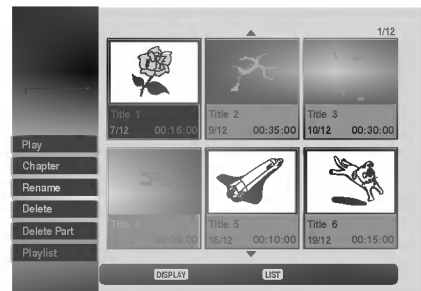 1/12
Title 1
7/12 00:16:00
Title 2
9/12 00:35:00
Title 3
10/12 00:30:00
Play
Chapter
Rename
Delete
Delete Part
Playlist
Title 4
00:08:00
Title 5
16/12 00:10:00
Title 6
19/12 00:15:00
DISPLAY LIST